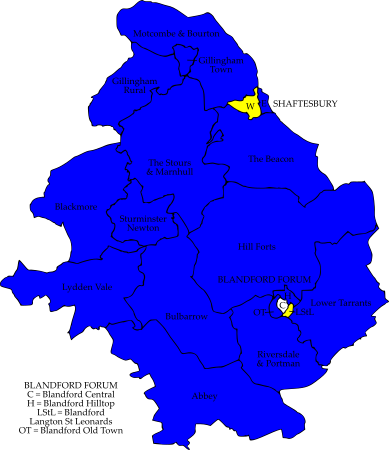 Motcombe & Bourton
Gillingham
Town
Gillingham
Rural
W
E
SHAFTESBURY
The Stours
& Marnhull
The Beacon
Blackmore
Sturminster
Newton
Hill Forts
BLANDFORD FORUM
H
C
OT
LStL
Lower Tarrants
Lydden Vale
Bulbarrow
Riversdale
& Portman
Abbey
BLANDFORD FORUM
C = Blandford Central
H = Blandford Hilltop
LStL = Blandford
Langton St Leonards
OT = Blandford Old Town